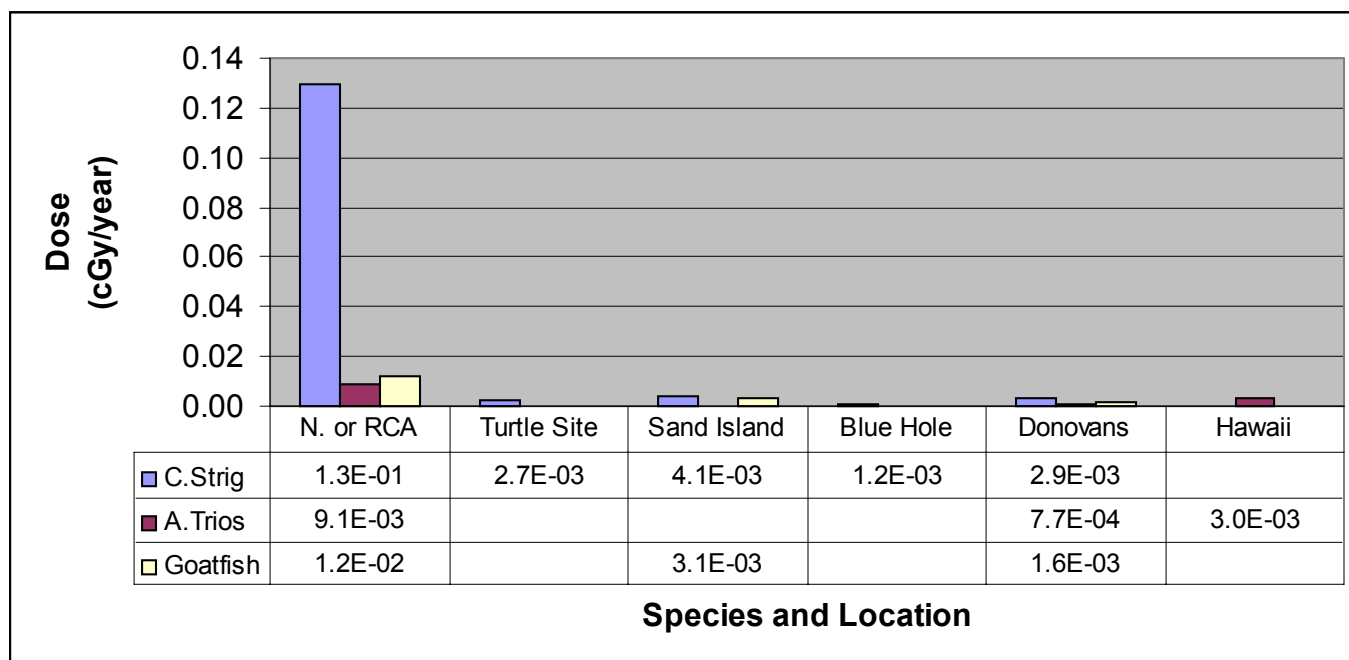 0.14
0.12
0.10
0.08
0.06
0.04
0.02
0.00
Dose
(cGy/year)
N. or RCA Turtle Site Sand Island Blue Hole Donovans Hawaii
C.Strig 1.3E-01 2.7E-03 4.1E-03 1.2E-03 2.9E-03
A.Trios 9.1E-03 7.7E-04 3.0E-03
Goatfish 1.2E-02 3.1E-03 1.6E-03
Species and Location